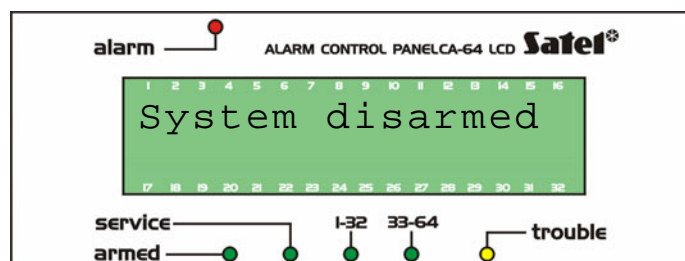 alarm
ALARM CONTROL PANELCA-64 LCD Satel
1 2 3 4 5 6 7 8 9 10 11 12 13 14 15 16
System disarmed
17 18 19 20 21 22 23 24 25 26 27 28 29 30 31 32
service 1-32 33-64 trouble
armed